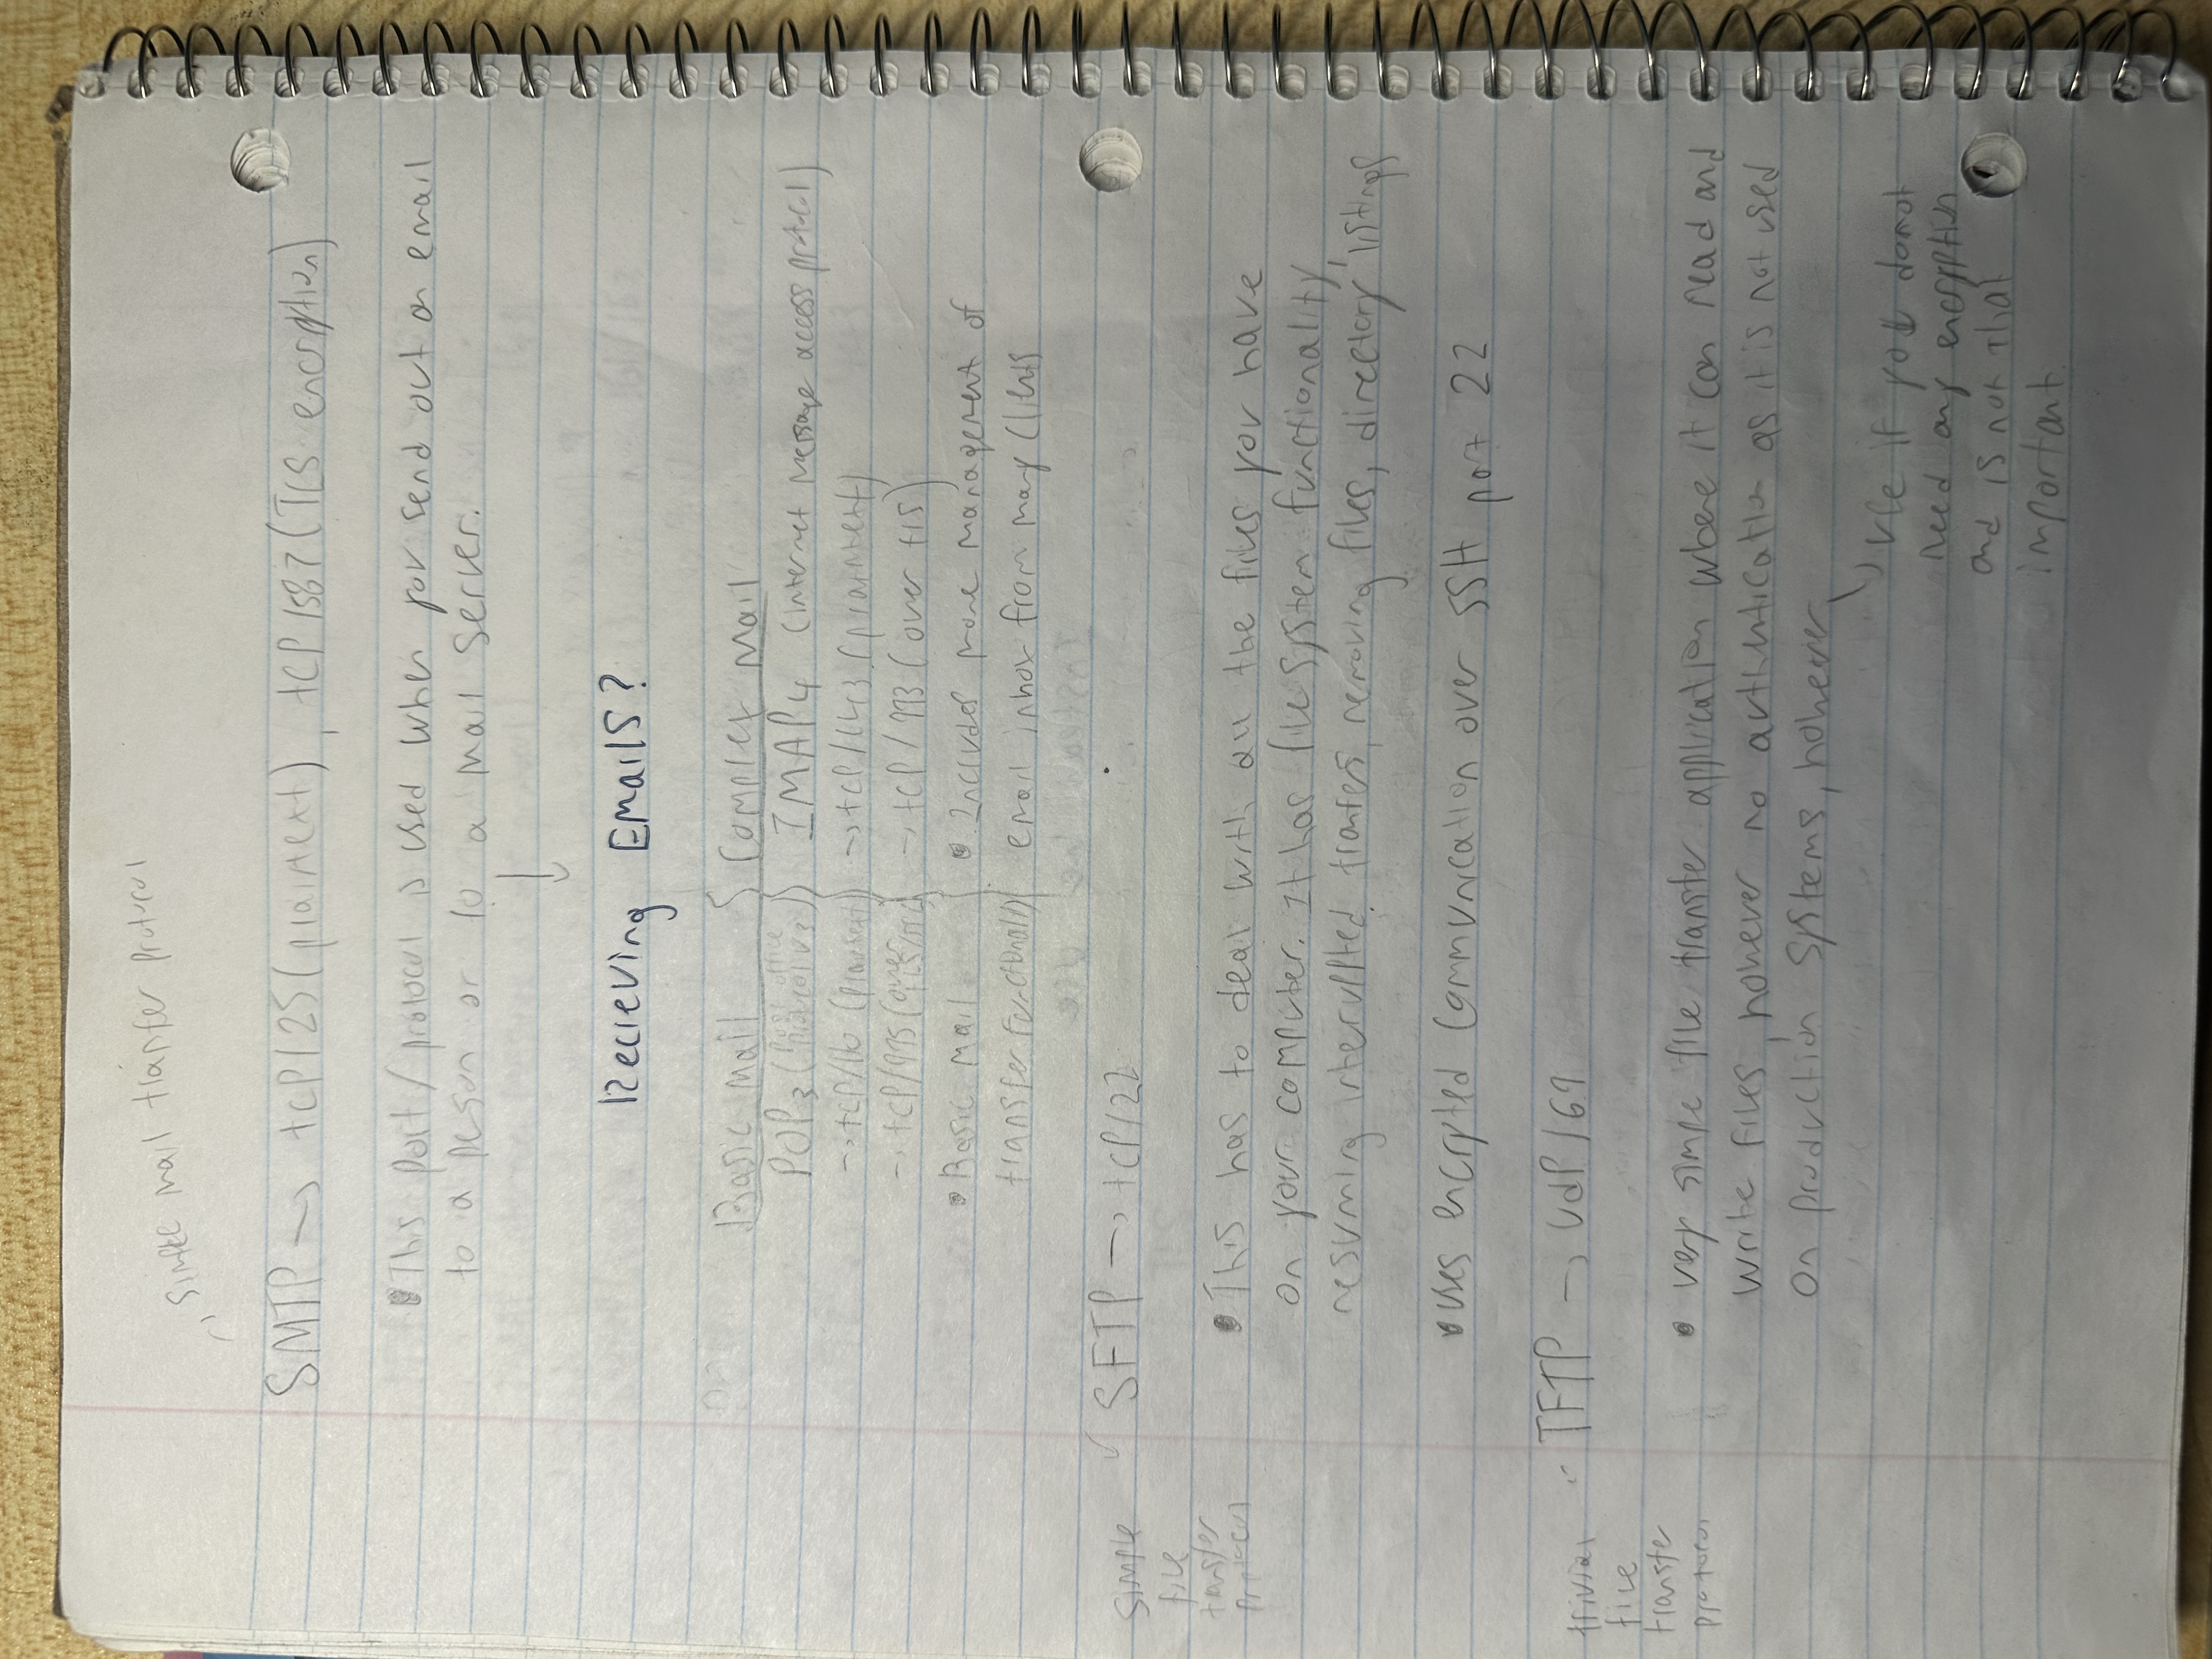 simple mail tranfer protocol
SMTP → tcp/25 (plaintext), tcp/587 (TLS encrption)
• This port/protocol is used when you send out an email
to a peson or to a mail server.
Recieving Emails?
Basic mail
POP3 (Post office
protocol v3)
→ tcp/110 (plaintext)
→ tcp/995 (over
• Basic mail
transfer functionality
Complex mail
IMAP4 (internet message access protocol)
→ tcp/143 (plaintext)
→ tcp/993 (over tls)
• Includes more management of
email inbox from many clients
SFTP → tcp/22
simple
file
transfer
protocol
• This has to deal with all the files you have
on your computer. It has file system functionality,
resuming interuppted tranfers, removing files, directory listings
• uses encrypted communication over SSH port 22
TFTP → udp/69
trivial
file
transfer
protocol
• very simple file transfer application where it can read and
write files, however no authentication as it is not used
on production systems, however
use if you donot
need any encryption
and is not that
important.